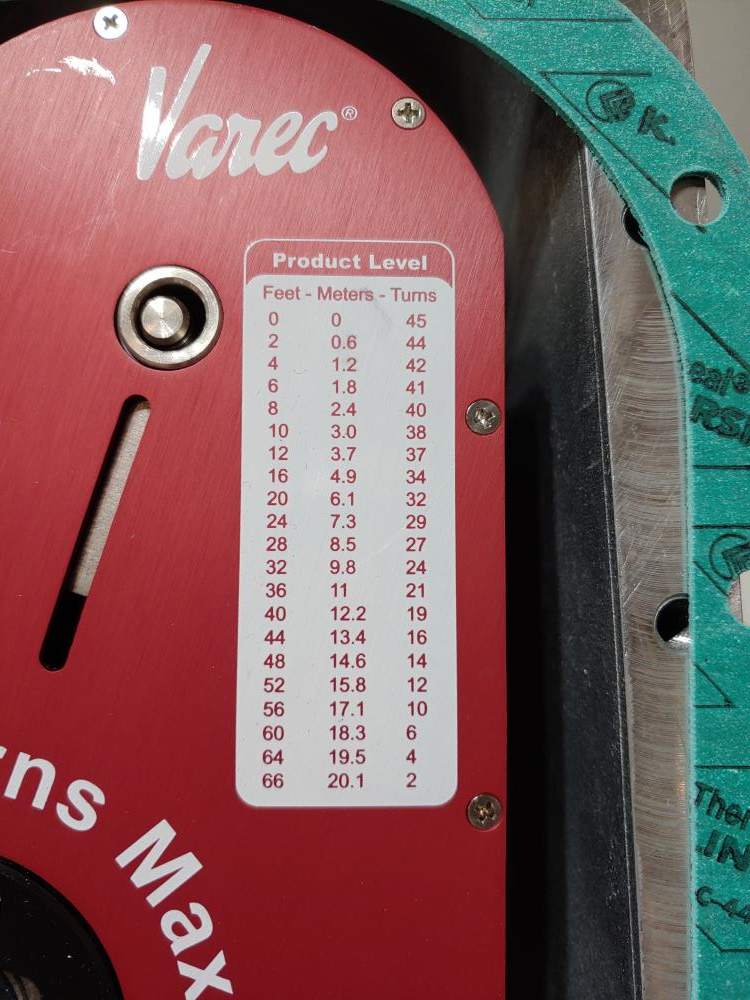 Varec®
Product Level
Feet - Meters - Turns
0 0 45
2 0.6 44
4 1.2 42
6 1.8 41
8 2.4 40
10 3.0 38
12 3.7 37
16 4.9 34
20 6.1 32
24 7.3 29
28 8.5 27
32 9.8 24
36 11 21
40 12.2 19
44 13.4 16
48 14.6 14
52 15.8 12
56 17.1 10
60 18.3 6
64 19.5 4
66 20.1 2
rns Max
K